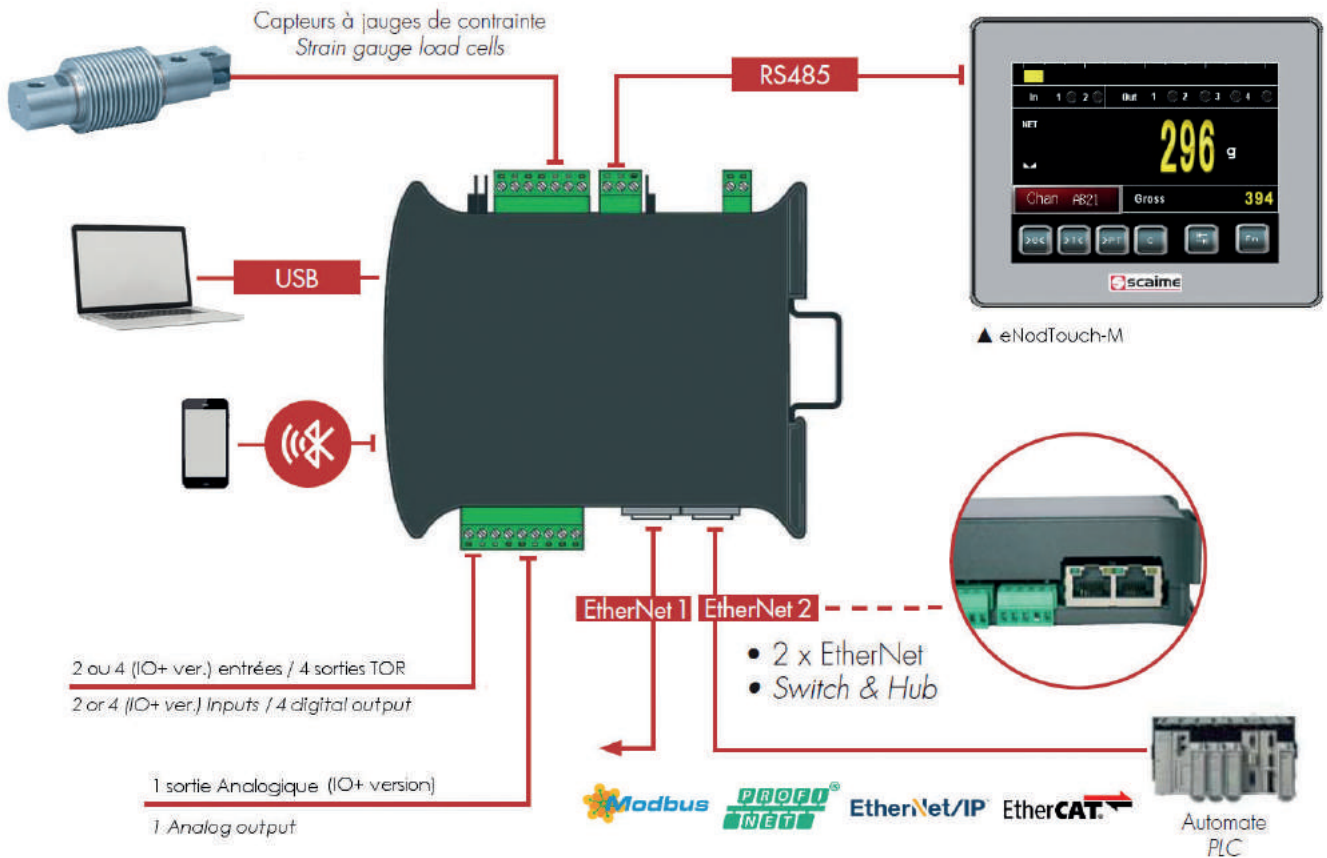 Capteurs à jauges de contrainte
Strain gauge load cells
RS485
In 1 2 Out 1 2 3 4
NET
296 g
Chan AB21 Gross 394
>0< >T< >PT C Fn
scaime
▲ eNodTouch-M
USB
EtherNet 1 EtherNet 2
• 2 x EtherNet
• Switch & Hub
2 ou 4 (IO+ ver.) entrées / 4 sorties TOR
2 or 4 (IO+ ver.) Inputs / 4 digital output
1 sortie Analogique (IO+ version)
1 Analog output
Modbus
PROFI
NET®
EtherNet/IP
EtherCAT
Automate
PLC